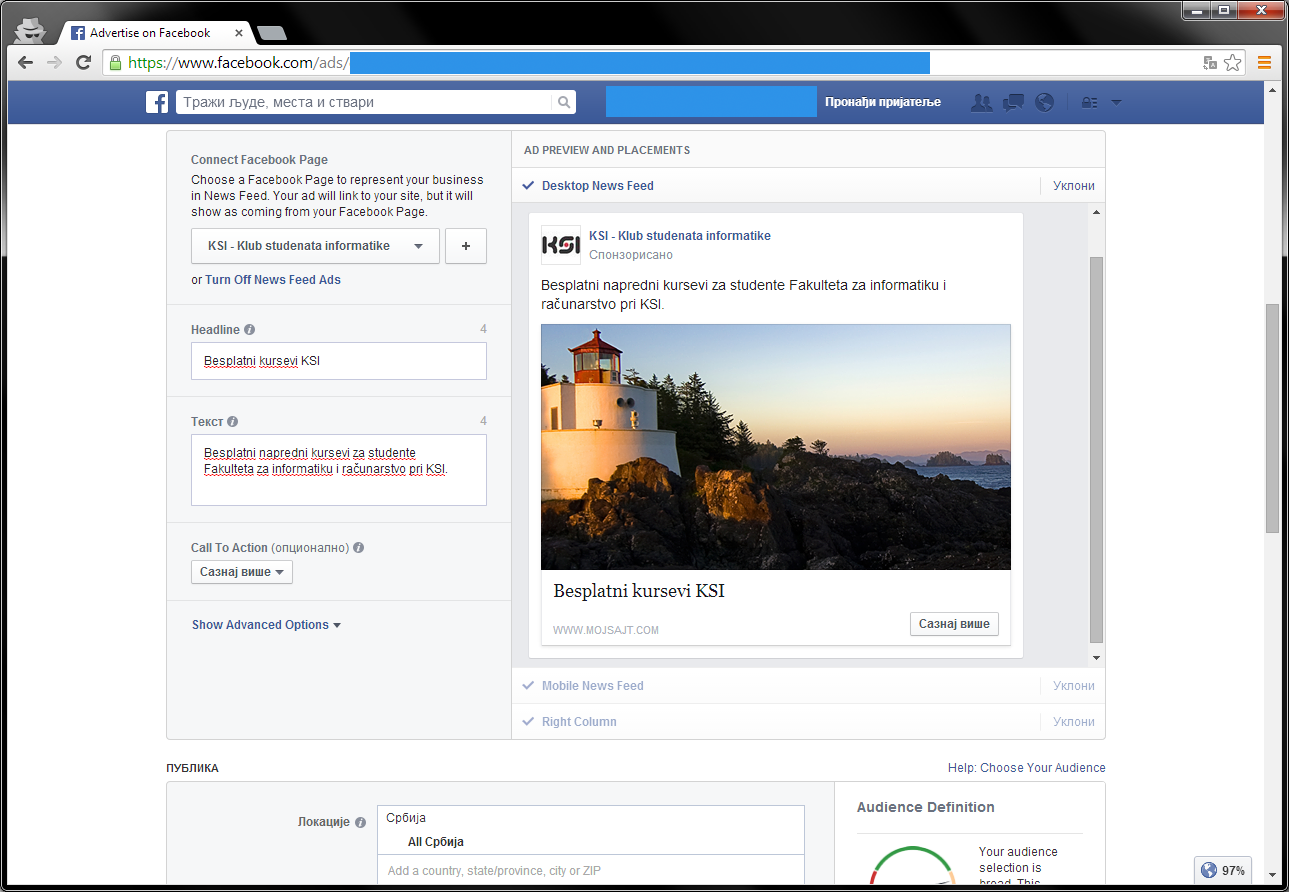 Advertise on Facebook
https://www.facebook.com/ads/
Тражи људе, места и ствари
Пронађи пријатеље
Connect Facebook Page
Choose a Facebook Page to represent your business
in News Feed. Your ad will link to your site, but it will
show as coming from your Facebook Page.
KSI - Klub studenata informatike
+
or Turn Off News Feed Ads
Headline
4
Besplatni kursevi KSI
Текст
4
Besplatni napredni kursevi za studente
Fakulteta za informatiku i računarstvo pri KSI.
Call To Action (опционално)
Сазнај више
Show Advanced Options
AD PREVIEW AND PLACEMENTS
Desktop News Feed
Уклони
KSI
KSI - Klub studenata informatike
Спонзорисано
Besplatni napredni kursevi za studente Fakulteta za informatiku i
računarstvo pri KSI.
Besplatni kursevi KSI
WWW.MOJSAJT.COM
Сазнај више
Mobile News Feed
Уклони
Right Column
Уклони
ПУБЛИКА
Help: Choose Your Audience
Локације
Србија
All Србија
Add a country, state/province, city or ZIP
Audience Definition
Your audience
selection is
broad. This
97%